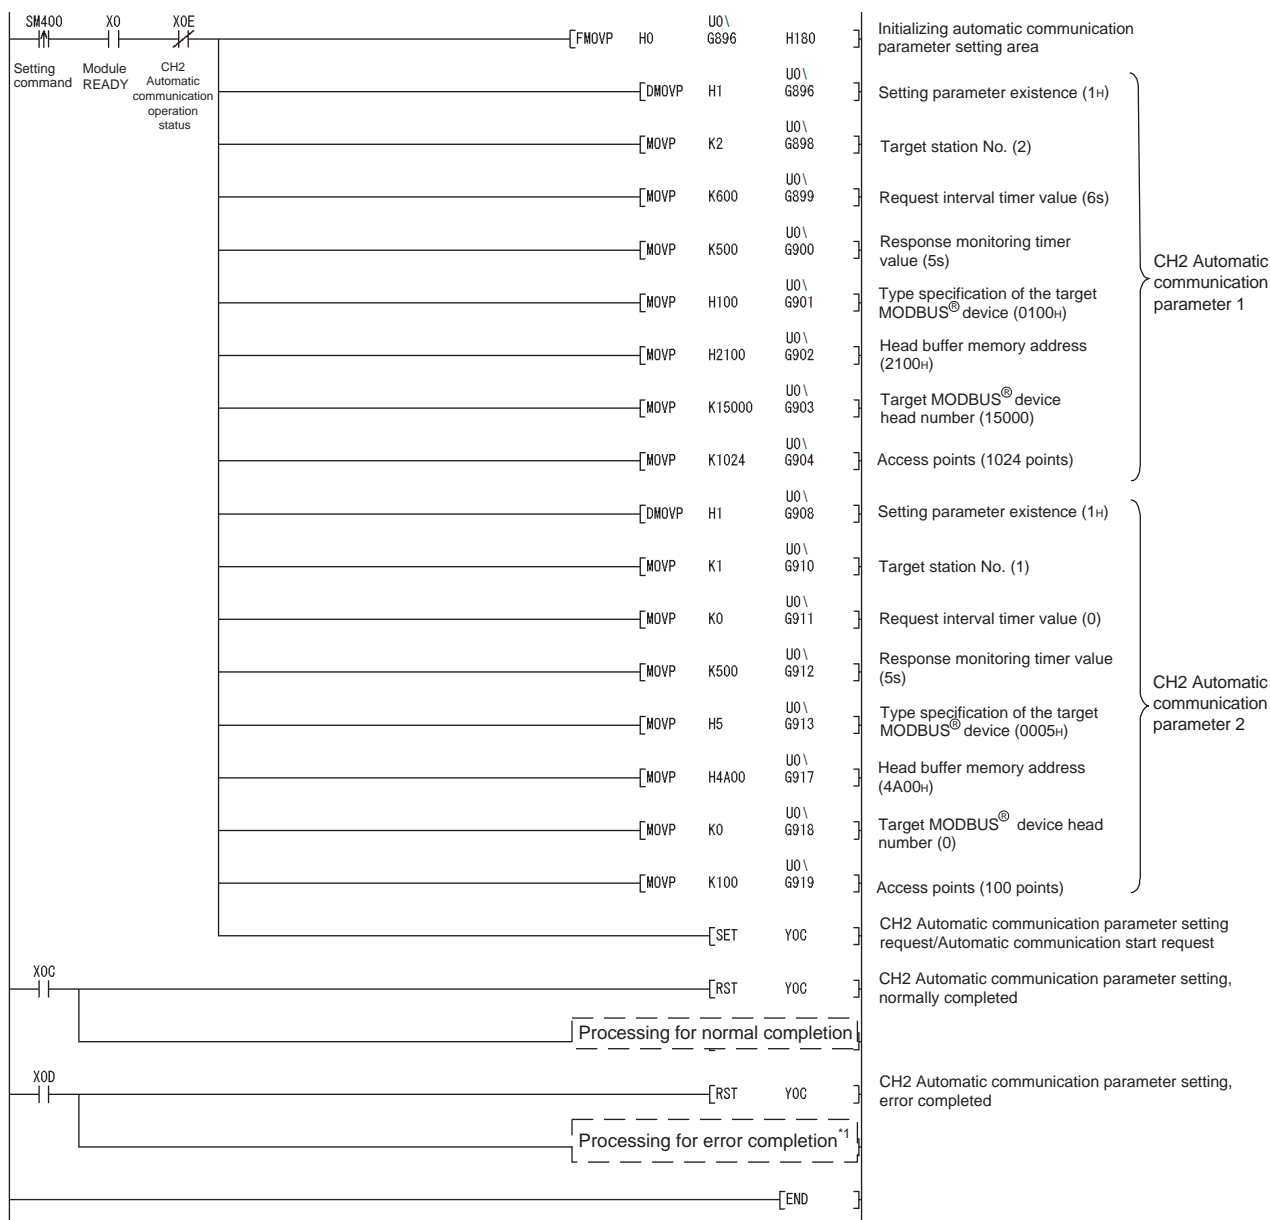 SM400 X0 X0E
Setting command
Module READY
CH2 Automatic communication operation status
U0\
FMOVP H0 G896 H180
Initializing automatic communication
parameter setting area
U0\
DMOVP H1 G896
Setting parameter existence (1H)
U0\
MOVP K2 G898
Target station No. (2)
U0\
MOVP K600 G899
Request interval timer value (6s)
U0\
MOVP K500 G900
Response monitoring timer
value (5s)
U0\
MOVP H100 G901
Type specification of the target
MODBUS® device (0100H)
U0\
MOVP H2100 G902
Head buffer memory address
(2100H)
U0\
MOVP K15000 G903
Target MODBUS® device
head number (15000)
U0\
MOVP K1024 G904
Access points (1024 points)
CH2 Automatic
communication
parameter 1
U0\
DMOVP H1 G908
Setting parameter existence (1H)
U0\
MOVP K1 G910
Target station No. (1)
U0\
MOVP K0 G911
Request interval timer value (0)
U0\
MOVP K500 G912
Response monitoring timer value
(5s)
U0\
MOVP H5 G913
Type specification of the target
MODBUS® device (0005H)
U0\
MOVP H4A00 G917
Head buffer memory address
(4A00H)
U0\
MOVP K0 G918
Target MODBUS® device head
number (0)
U0\
MOVP K100 G919
Access points (100 points)
CH2 Automatic
communication
parameter 2
SET Y0C
CH2 Automatic communication parameter setting
request/Automatic communication start request
X0C
RST Y0C
CH2 Automatic communication parameter setting,
normally completed
Processing for normal completion
X0D
RST Y0C
CH2 Automatic communication parameter setting,
error completed
Processing for error completion*1
END